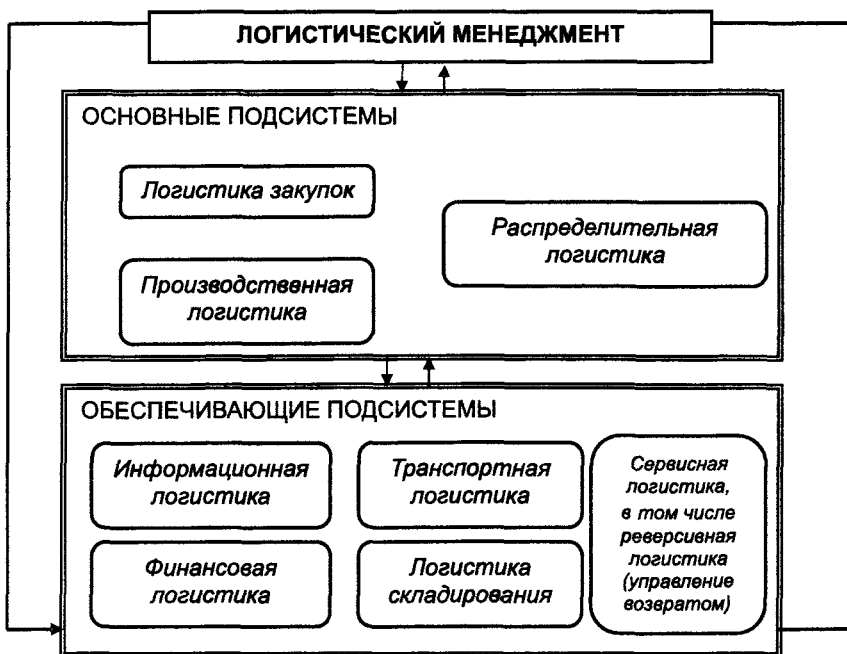 ЛОГИСТИЧЕСКИЙ МЕНЕДЖМЕНТ
ОСНОВНЫЕ ПОДСИСТЕМЫ
Логистика закупок
Распределительная
логистика
Производственная
логистика
ОБЕСПЕЧИВАЮЩИЕ ПОДСИСТЕМЫ
Информационная
логистика
Транспортная
логистика
Сервисная
логистика,
в том числе
реверсивная
логистика
(управление
возвратом)
Финансовая
логистика
Логистика
складирования